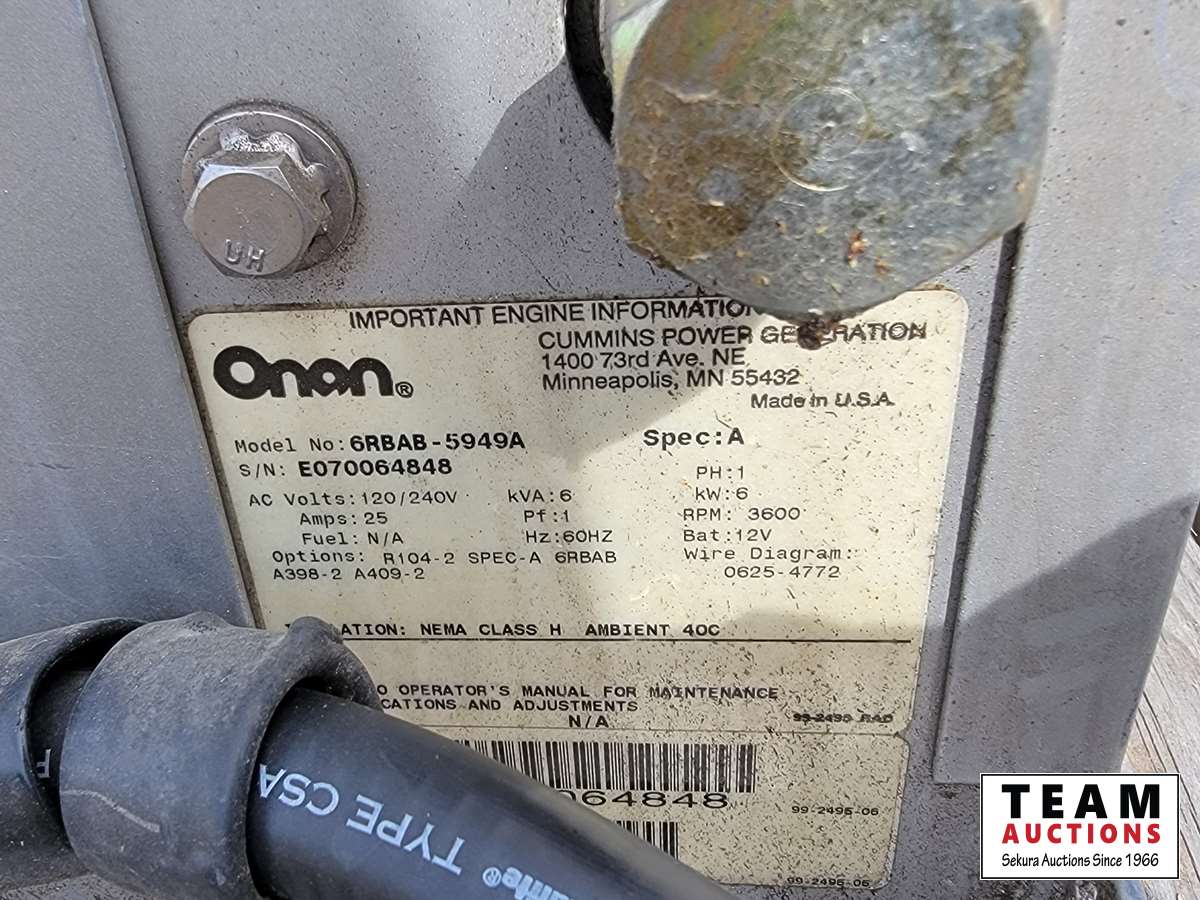 UH
IMPORTANT ENGINE INFORMATION
CUMMINS POWER GENERATION
1400 73rd Ave. NE
Minneapolis, MN 55432
Made in U.S.A.
Onan®
Model No: 6RBAB-5949A Spec: A
S/N: E070064848 PH: 1
AC Volts: 120/240V kVA: 6 kW: 6
Amps: 25 Pf: 1 RPM: 3600
Fuel: N/A Hz: 60HZ Bat: 12V
Options: R104-2 SPEC-A 6RBAB Wire Diagram:
A398-2 A409-2 0625-4772
LATION: NEMA CLASS H AMBIENT 40C
O OPERATOR'S MANUAL FOR MAINTENANCE
CATIONS AND ADJUSTMENTS
N/A 99-2495 RAD
064848 99-2495-06
99-2495-06
® TYPE CSA
TEAM
AUCTIONS
Sekura Auctions Since 1966